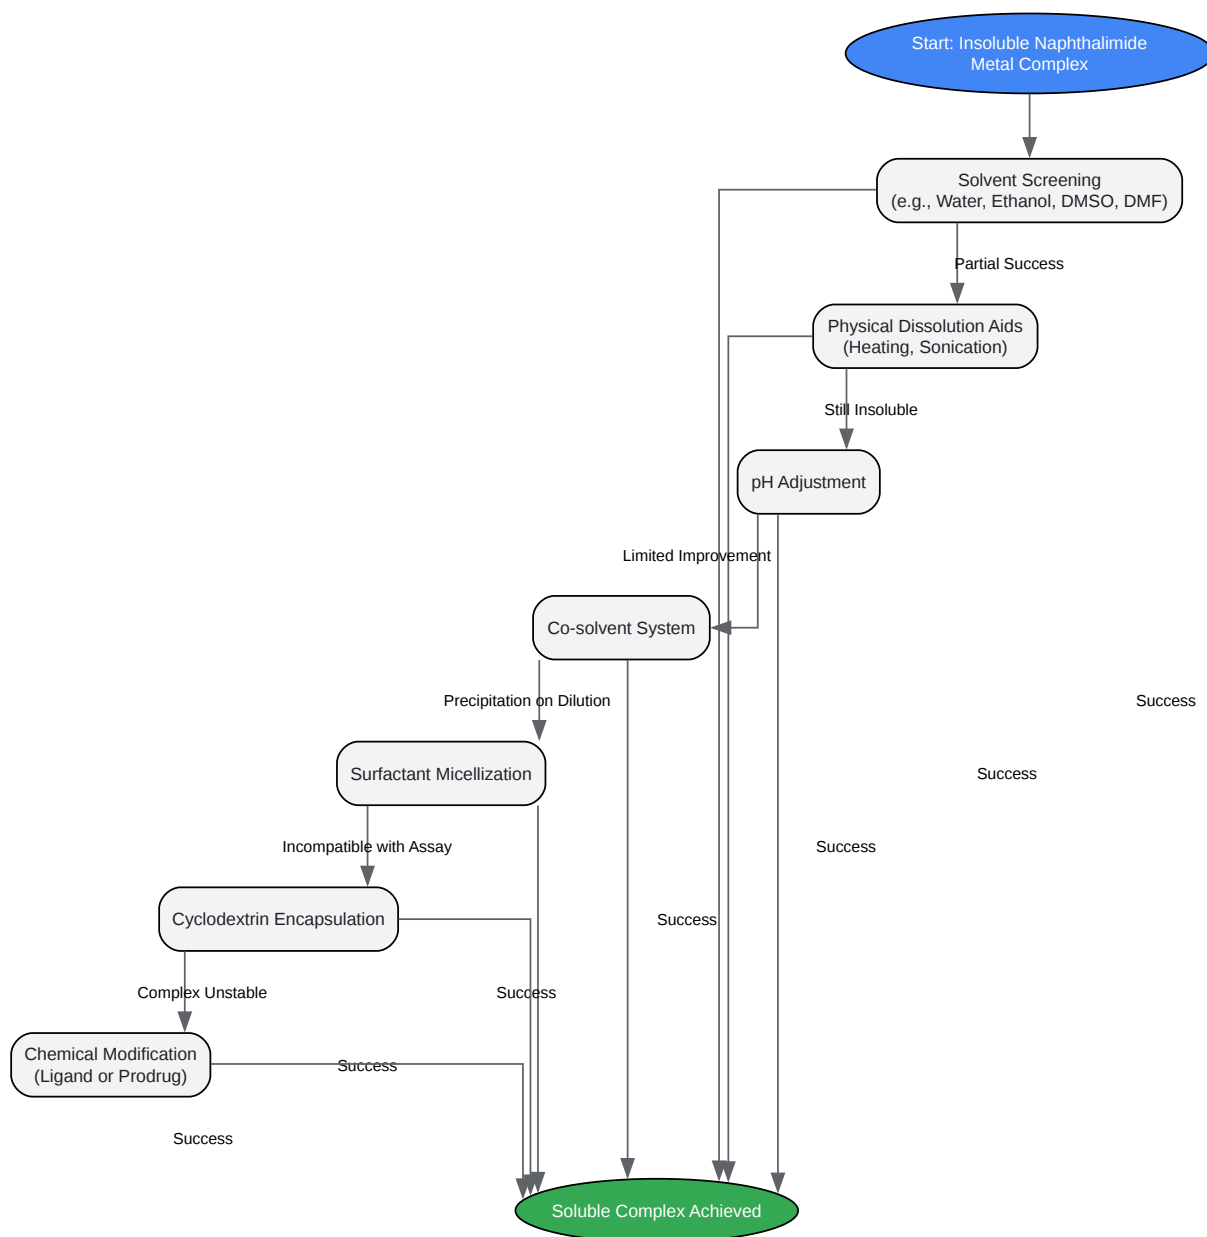 Start: Insoluble Naphthalimide
Metal Complex
Solvent Screening
(e.g., Water, Ethanol, DMSO, DMF)
Partial Success
Physical Dissolution Aids
(Heating, Sonication)
Still Insoluble
pH Adjustment
Limited Improvement
Co-solvent System
Precipitation on Dilution
Success
Surfactant Micellization
Success
Incompatible with Assay
Success
Cyclodextrin Encapsulation
Success
Complex Unstable
Success
Chemical Modification
(Ligand or Prodrug)
Success
Success
Soluble Complex Achieved